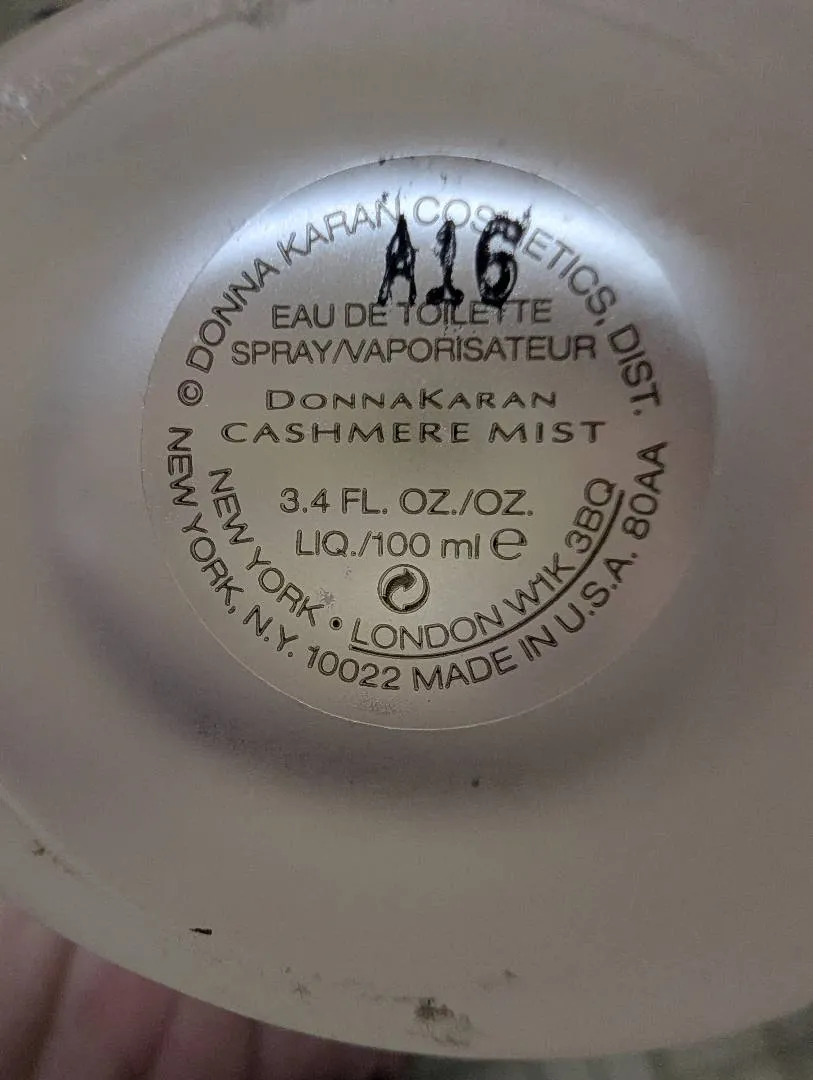 © DONNA KARAN COSMETICS, DIST.
A16
EAU DE TOILETTE
SPRAY/VAPORISATEUR
DONNAKARAN
CASHMERE MIST
3.4 FL. OZ./OZ.
LIQ./100 ml e
NEW YORK • LONDON W1K 3BQ
NEW YORK, N.Y. 10022 MADE IN U.S.A. 80AA